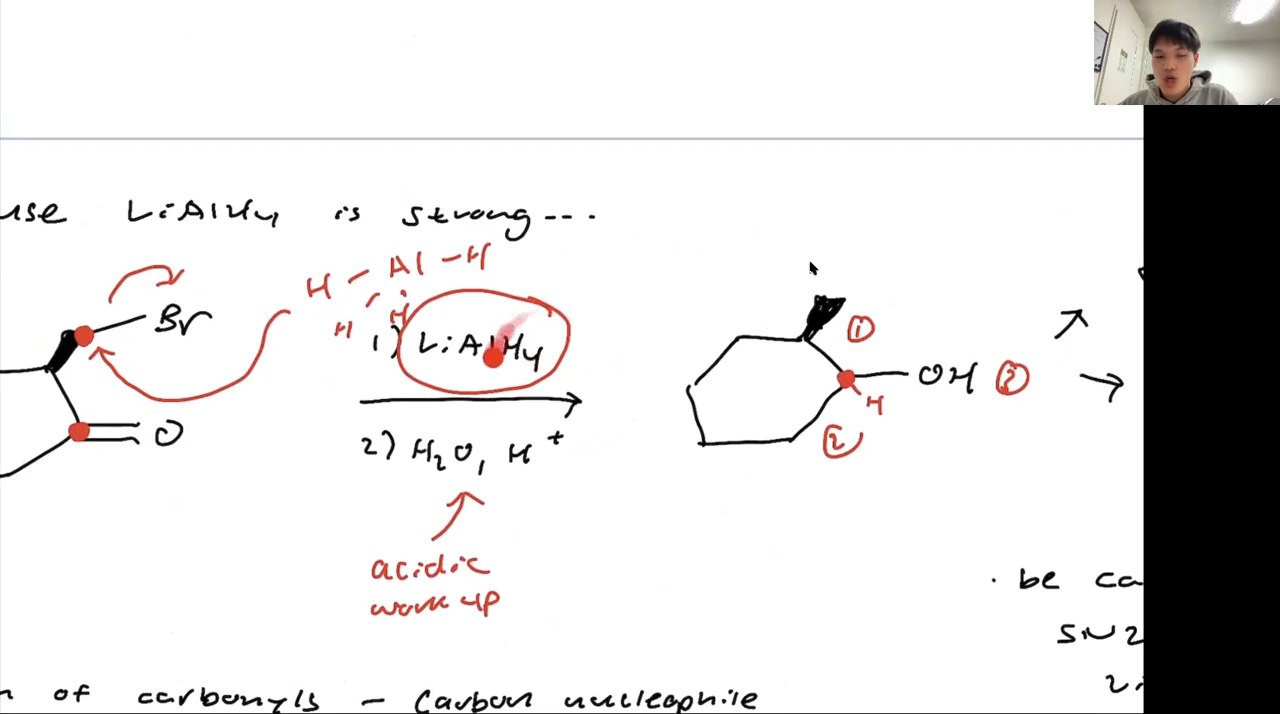 use LiAlH4 is strong---
H - Al - H
H H
Br
1) LiAlH4
①
OH ③
H
O
2) H2O, H+
②
acidic
work up
. be ca
SN2
n of carbonyls - carbon nucleophile